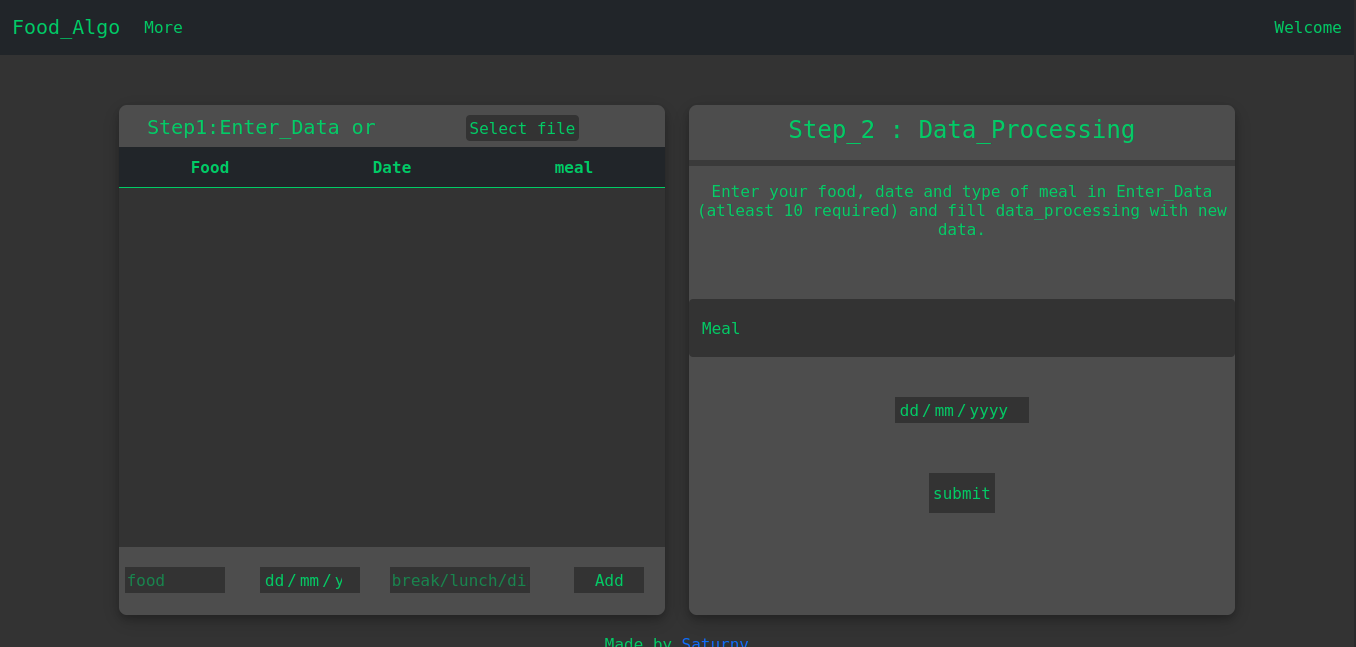 Food_Algo More Welcome
Step1:Enter_Data or Select file
Food Date meal
food dd/mm/y break/lunch/di Add
Step_2 : Data_Processing
Enter your food, date and type of meal in Enter_Data
(atleast 10 required) and fill data_processing with new
data.
Meal
dd/mm/yyyy
submit
Made by Saturny